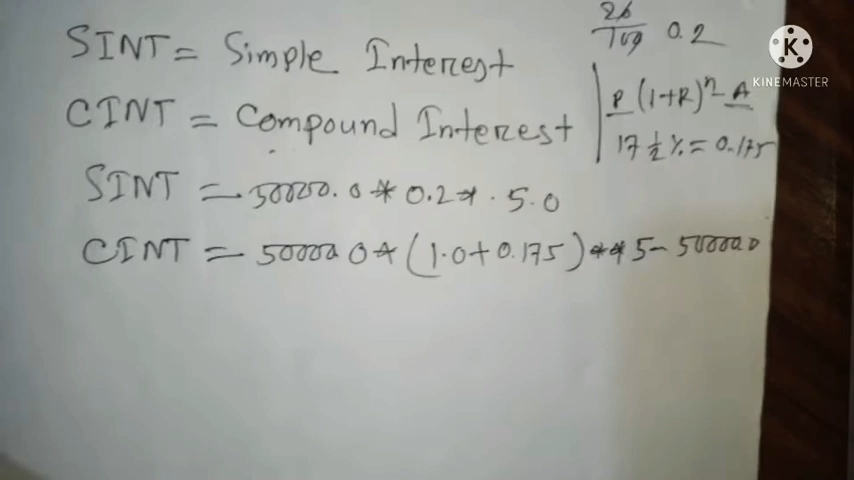 SINT = Simple Interest
CINT = Compound Interest
SINT = 50000.0 * 0.2 * 5.0
CINT = 50000.0 * (1.0 + 0.175) ** 5 - 50000.0
20/100 0.2
P (1+R)^n A
17 1/2 % = 0.175
K
KINEMASTER